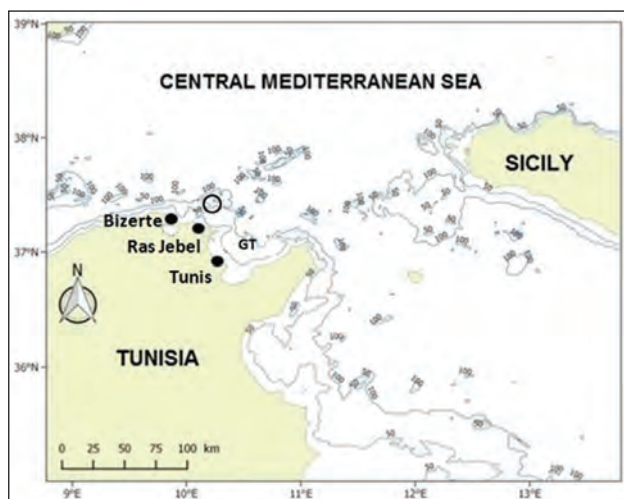 39°N
CENTRAL MEDITERRANEAN SEA
38°N
SICILY
Bizerte
Ras Jebel
GT
37°N
Tunis
N
TUNISIA
36°N
0 25 50 75 100 km
9°E 10°E 11°E 12°E 13°E